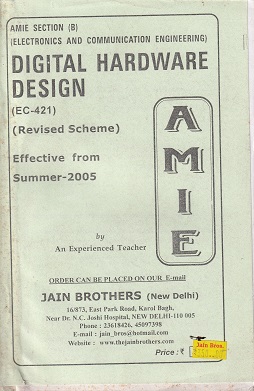 AMIE SECTION (B)
(ELECTRONICS AND COMMUNICATION ENGINEERING)
DIGITAL HARDWARE
DESIGN
(EC-421)
(Revised Scheme)
Effective from
Summer-2005
AMIE
by
An Experienced Teacher
ORDER CAN BE PLACED ON OUR E-mail
JAIN BROTHERS (New Delhi)
16/873, East Park Road, Karol Bagh,
Near Dr. N.C. Joshi Hospital, NEW DELHI-110 005
Phone : 23618426, 45097398
E-mail : jain_bros@hotmail.com
Website : www.thejainbrothers.com
Price : ₹
Jain Bros.